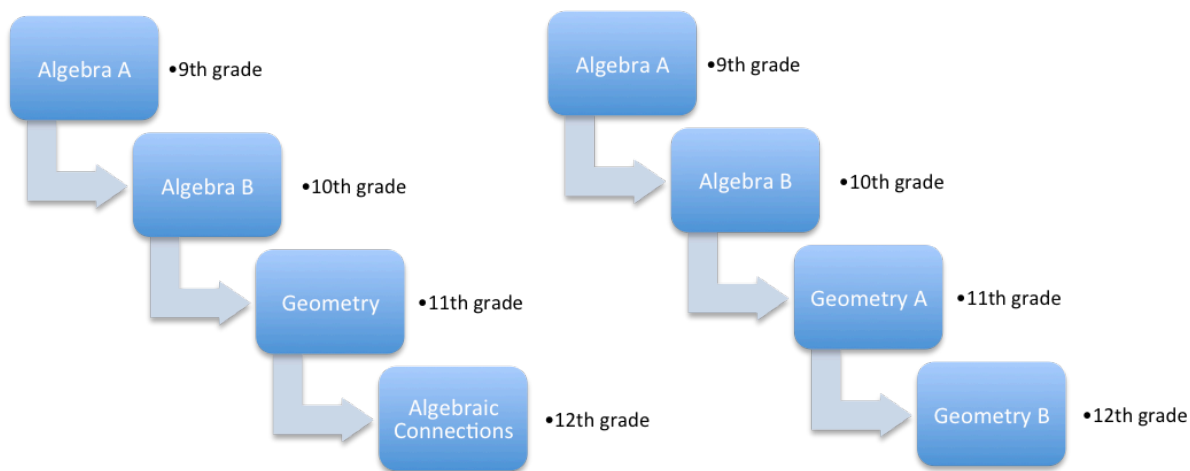 Algebra A
•9th grade
Algebra B
•10th grade
Geometry
•11th grade
Algebraic
Connections
•12th grade
Algebra A
•9th grade
Algebra B
•10th grade
Geometry A
•11th grade
Geometry B
•12th grade